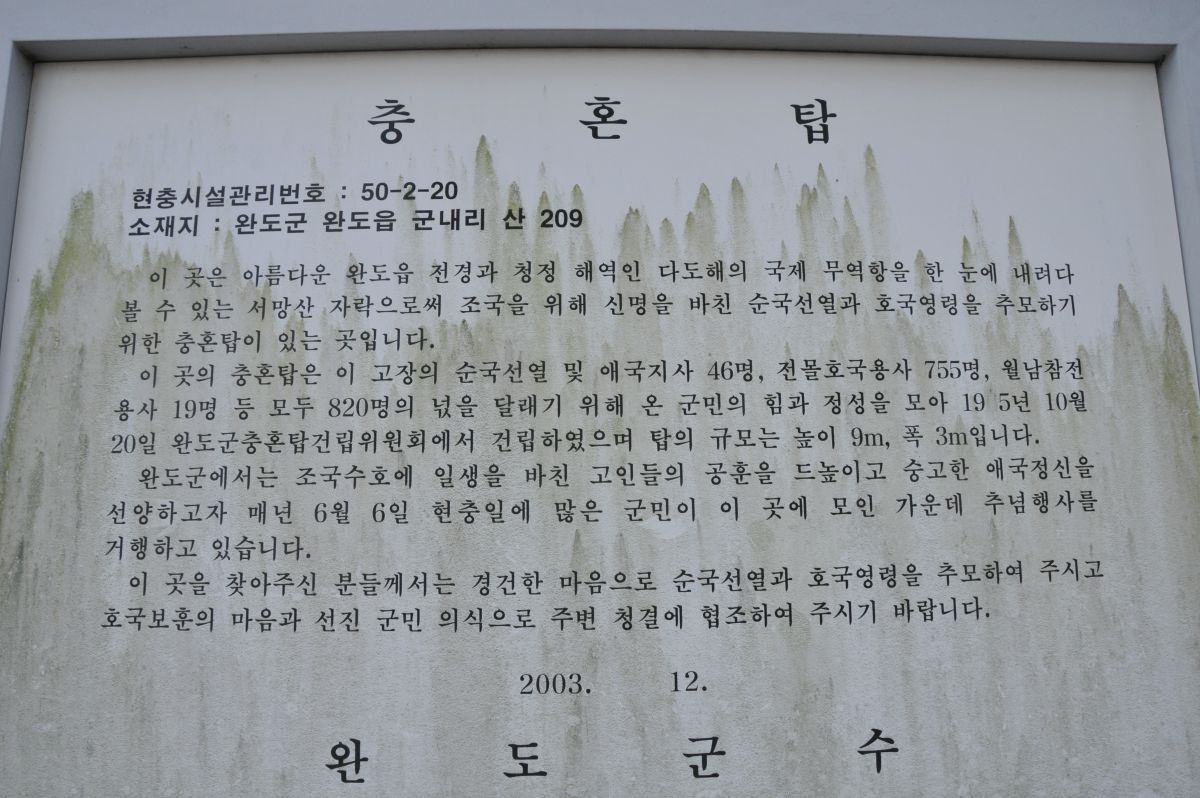 충 혼 탑
현충시설관리번호 : 50-2-20
소재지 : 완도군 완도읍 군내리 산 209
이 곳은 아름다운 완도읍 전경과 청정 해역인 다도해의 국제 무역항을 한 눈에 내려다
볼 수 있는 서망산 자락으로써 조국을 위해 신명을 바친 순국선열과 호국영령을 추모하기
위한 충혼탑이 있는 곳입니다.
이 곳의 충혼탑은 이 고장의 순국선열 및 애국지사 46명, 전몰호국용사 755명, 월남참전
용사 19명 등 모두 820명의 넋을 달래기 위해 온 군민의 힘과 정성을 모아 19 5년 10월
20일 완도군충혼탑건립위원회에서 건립하였으며 탑의 규모는 높이 9m, 폭 3m입니다.
완도군에서는 조국수호에 일생을 바친 고인들의 공훈을 드높이고 숭고한 애국정신을
선양하고자 매년 6월 6일 현충일에 많은 군민이 이 곳에 모인 가운데 추념행사를
거행하고 있습니다.
이 곳을 찾아주신 분들께서는 경건한 마음으로 순국선열과 호국영령을 추모하여 주시고
호국보훈의 마음과 선진 군민 의식으로 주변 청결에 협조하여 주시기 바랍니다.
2003. 12.
완 도 군 수